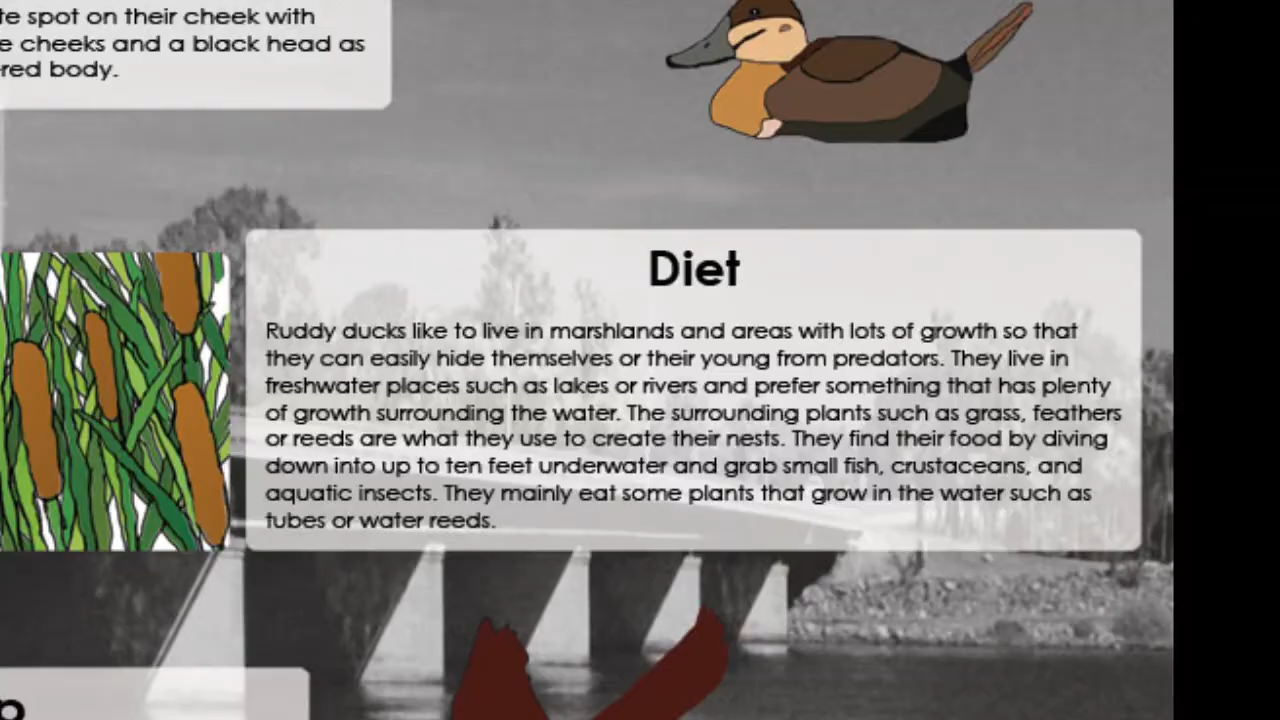 te spot on their cheek with
e cheeks and a black head as
red body.
Diet
Ruddy ducks like to live in marshlands and areas with lots of growth so that
they can easily hide themselves or their young from predators. They live in
freshwater places such as lakes or rivers and prefer something that has plenty
of growth surrounding the water. The surrounding plants such as grass, feathers
or reeds are what they use to create their nests. They find their food by diving
down into up to ten feet underwater and grab small fish, crustaceans, and
aquatic insects. They mainly eat some plants that grow in the water such as
tubes or water reeds.
p